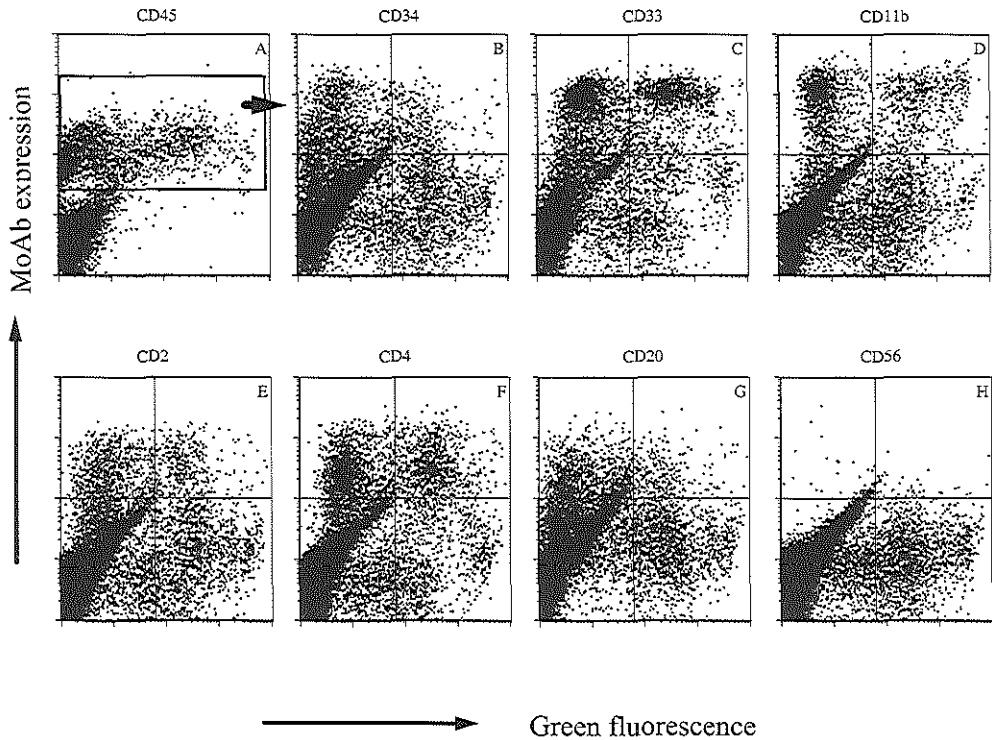 CD45 CD34 CD33 CD11b
A B C D
MoAb expression
CD2 CD4 CD20 CD56
E F G H
Green fluorescence